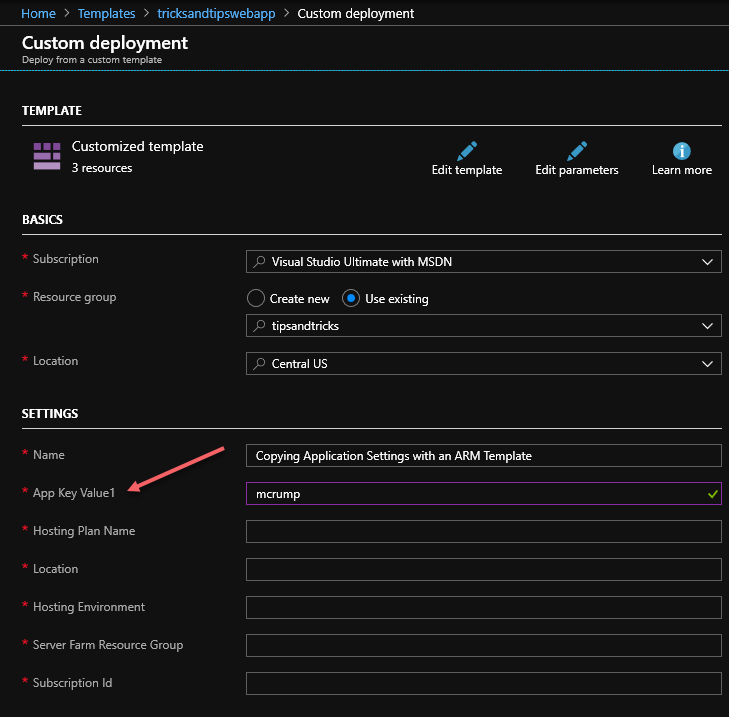 Home > Templates > tricksandtipswebapp > Custom deployment
Custom deployment
Deploy from a custom template
TEMPLATE
Customized template
3 resources
Edit template
Edit parameters
Learn more
BASICS
* Subscription
Visual Studio Ultimate with MSDN
* Resource group
Create new
Use existing
tipsandtricks
* Location
Central US
SETTINGS
* Name
Copying Application Settings with an ARM Template
* App Key Value1
mcrump
* Hosting Plan Name
* Location
* Hosting Environment
* Server Farm Resource Group
* Subscription Id